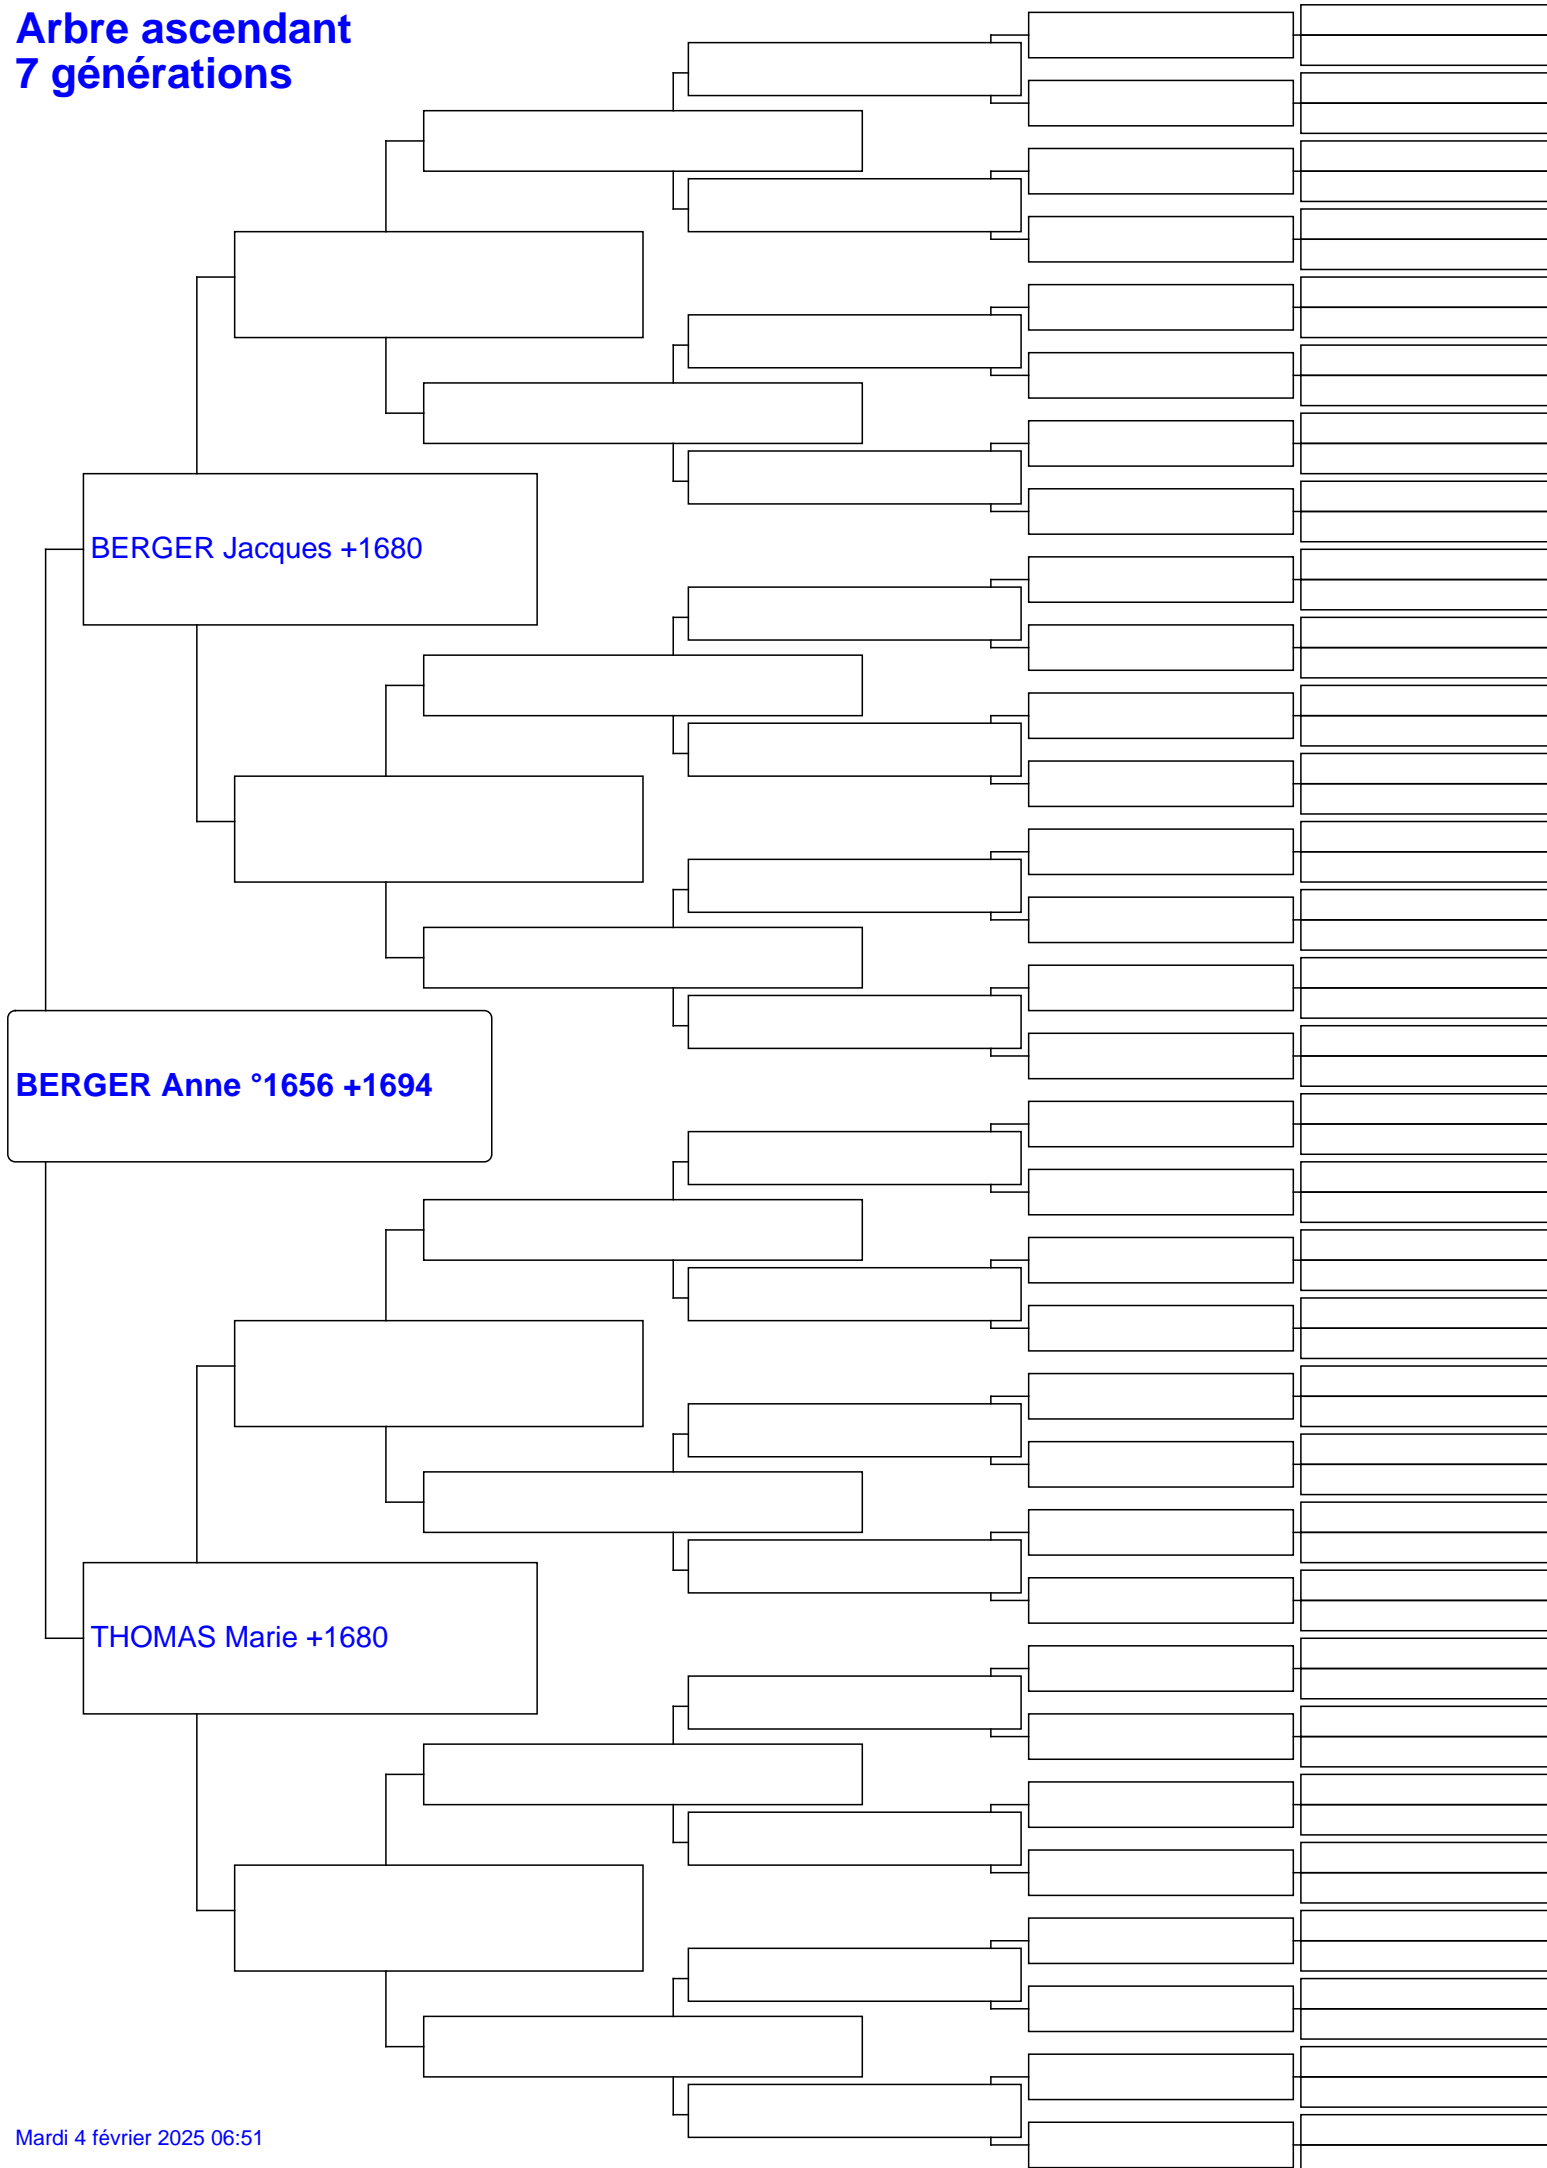 Arbre ascendant
7 générations
BERGER Jacques +1680
BERGER Anne °1656 +1694
THOMAS Marie +1680
Mardi 4 février 2025 06:51